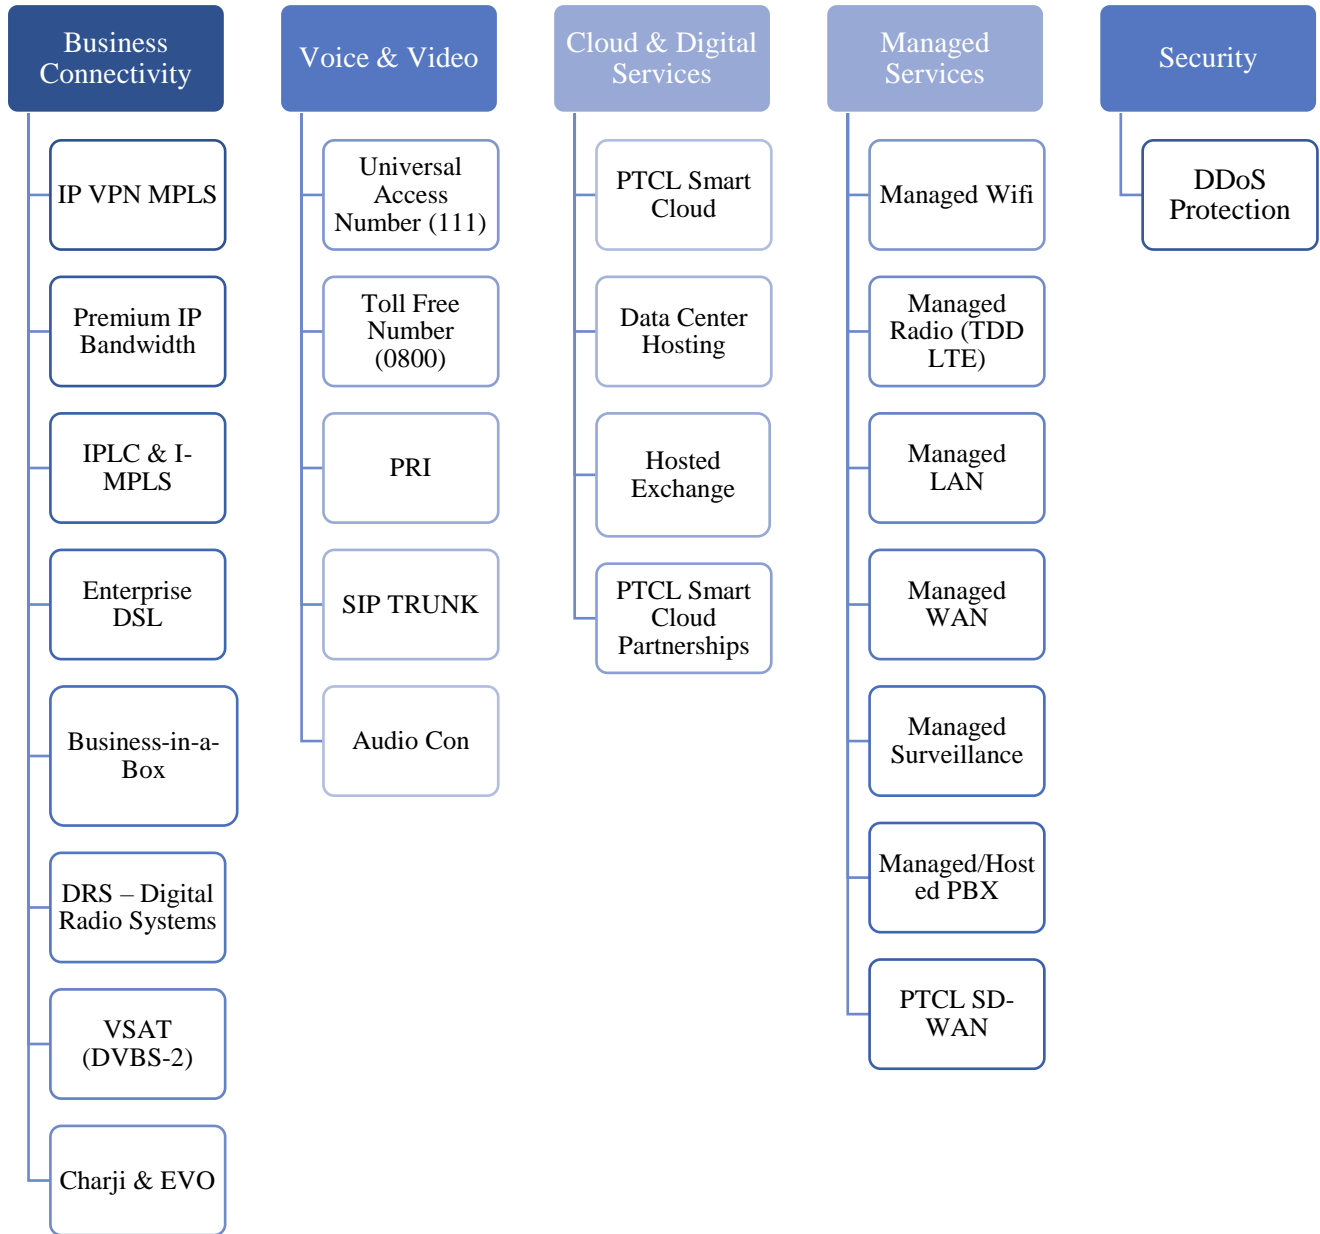 Business
Connectivity
IP VPN MPLS
Premium IP
Bandwidth
IPLC & I-
MPLS
Enterprise
DSL
Business-in-a-
Box
DRS – Digital
Radio Systems
VSAT
(DVBS-2)
Charji & EVO
Voice & Video
Universal
Access
Number (111)
Toll Free
Number
(0800)
PRI
SIP TRUNK
Audio Con
Cloud & Digital
Services
PTCL Smart
Cloud
Data Center
Hosting
Hosted
Exchange
PTCL Smart
Cloud
Partnerships
Managed
Services
Managed Wifi
Managed
Radio (TDD
LTE)
Managed
LAN
Managed
WAN
Managed
Surveillance
Managed/Host
ed PBX
PTCL SD-
WAN
Security
DDoS
Protection